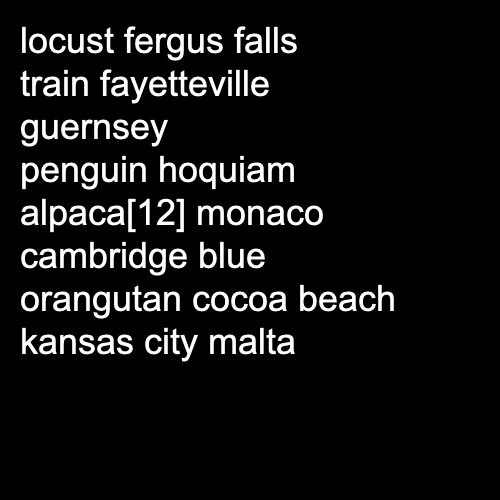 locust fergus falls
train fayetteville
guernsey
penguin hoquiam
alpaca[12] monaco
cambridge blue
orangutan cocoa beach
kansas city malta